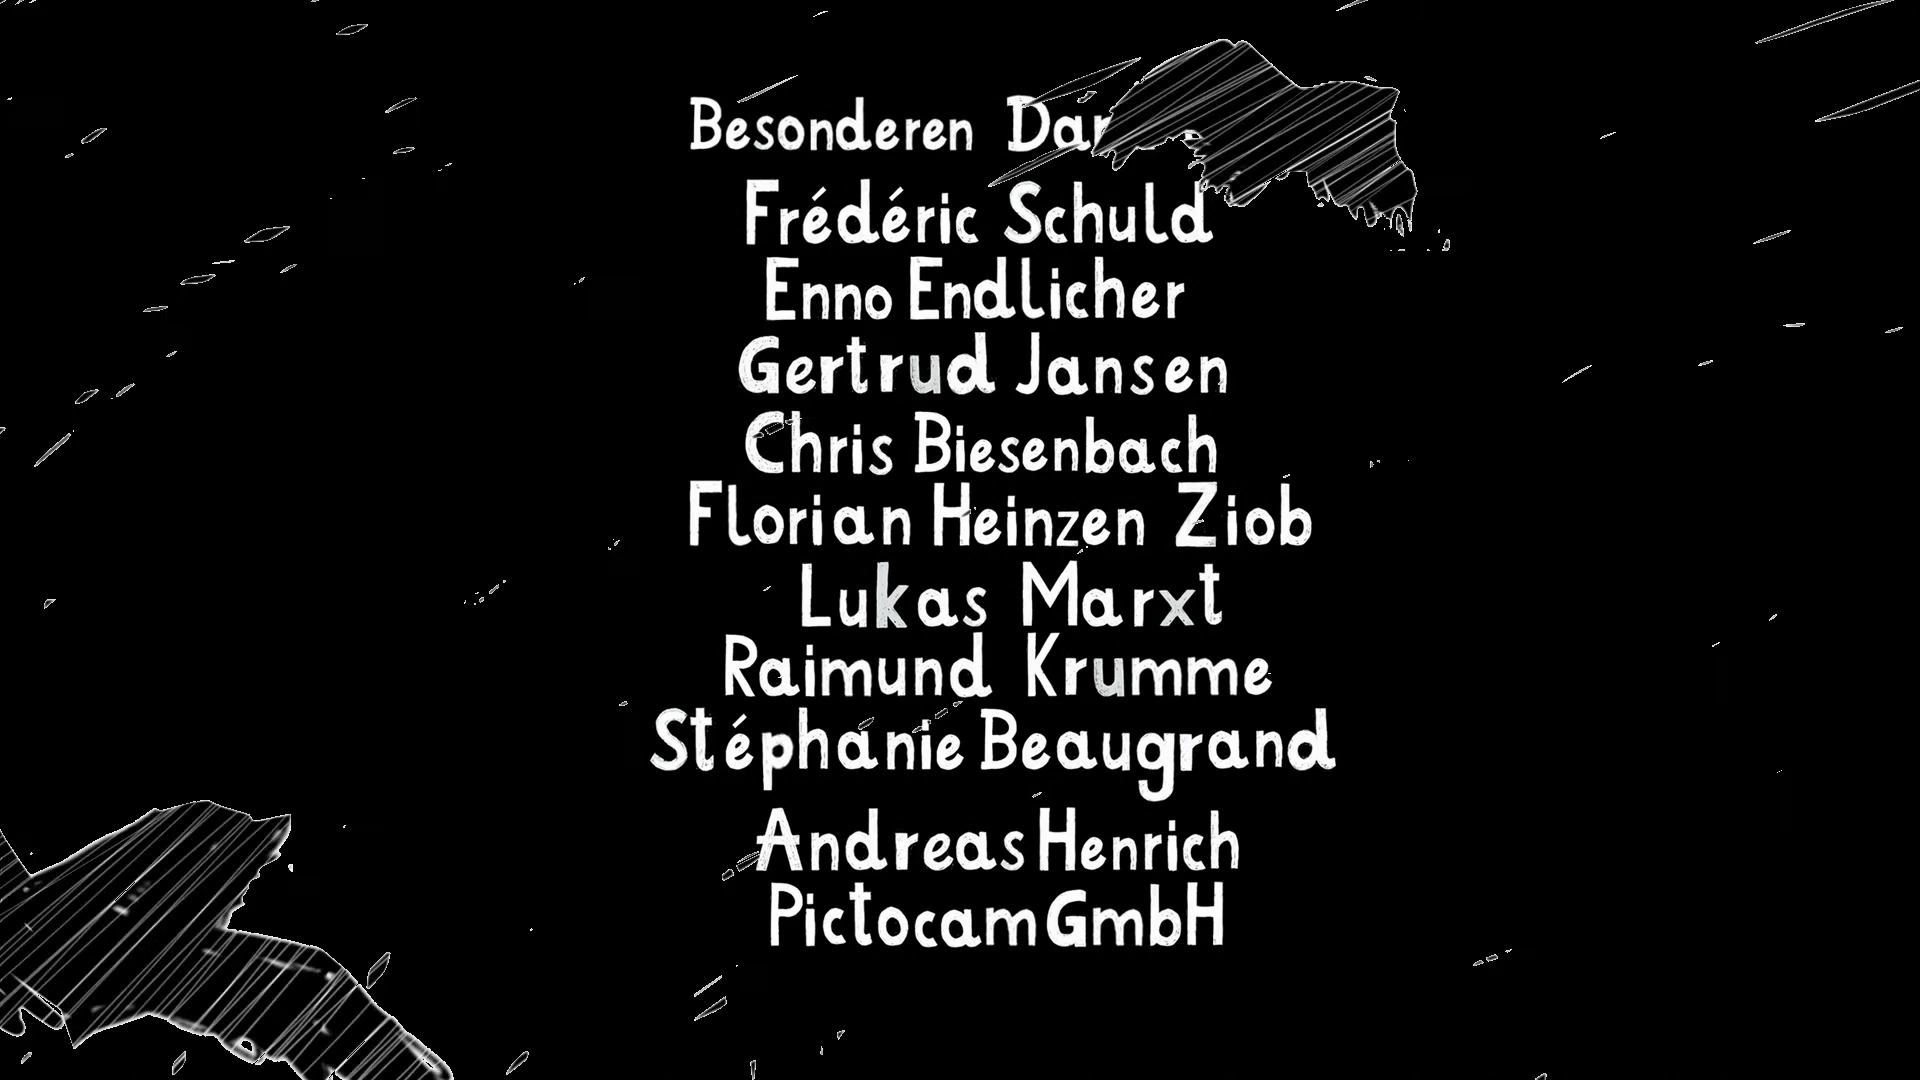 Besonderen
Frédéric Schuld
Enno Endlicher
Gertrud Jansen
Chris Biesenbach
Florian Heinzen Ziob
Lukas Marxt
Raimund Krumme
Stéphanie Beaugrand
Andreas Henrich
Pictocam GmbH